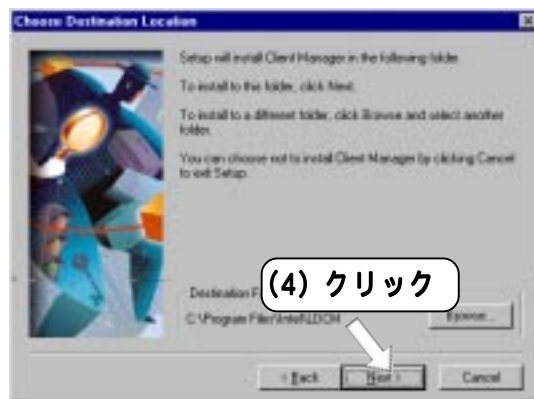 Choose Destination Location
Setup will install Client Manager in the following folder.
To install to this folder, click Next.
To install to a different folder, click Browse and select another
folder.
You can choose not to install Client Manager by clicking Cancel
to exit Setup.
(4) クリック
Destination F
C:\Program Files\Intel\LDCM
Browse...
< Back
Next >
Cancel